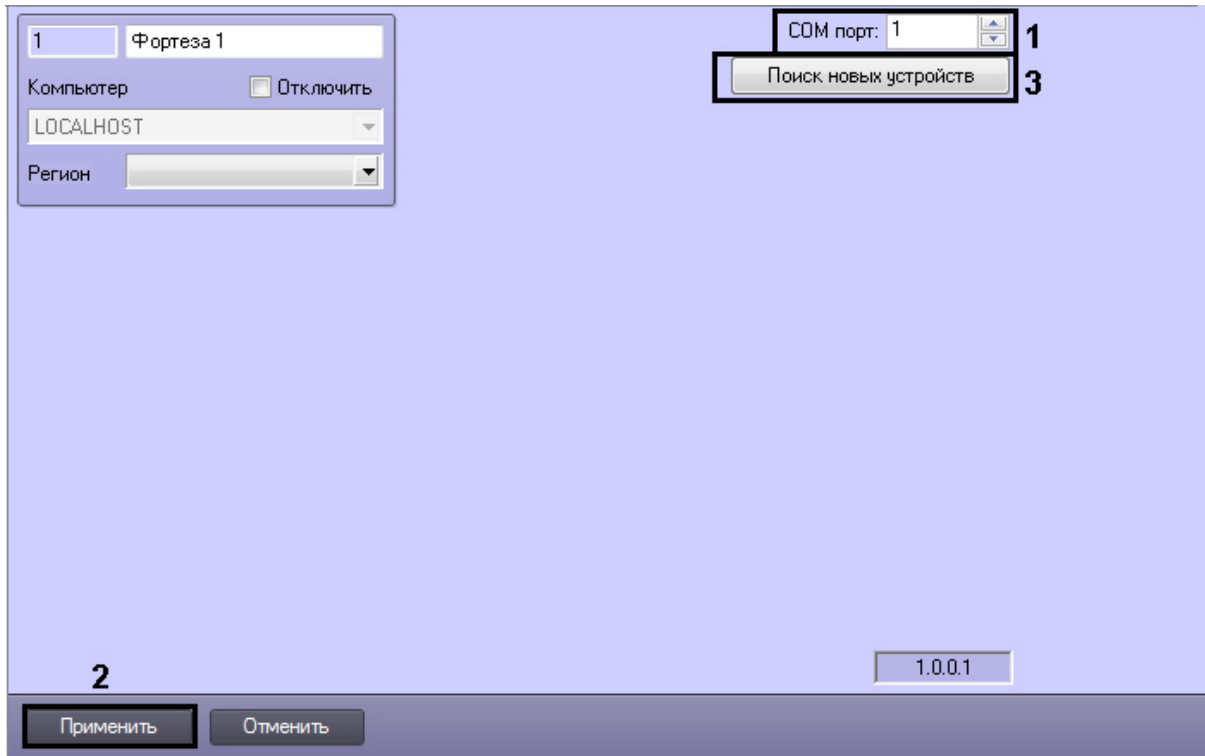 1 Фортеза 1
Компьютер Отключить
LOCALHOST
Регион
COM порт: 1 1
Поиск новых устройств 3
1.0.0.1
2
Применить Отменить